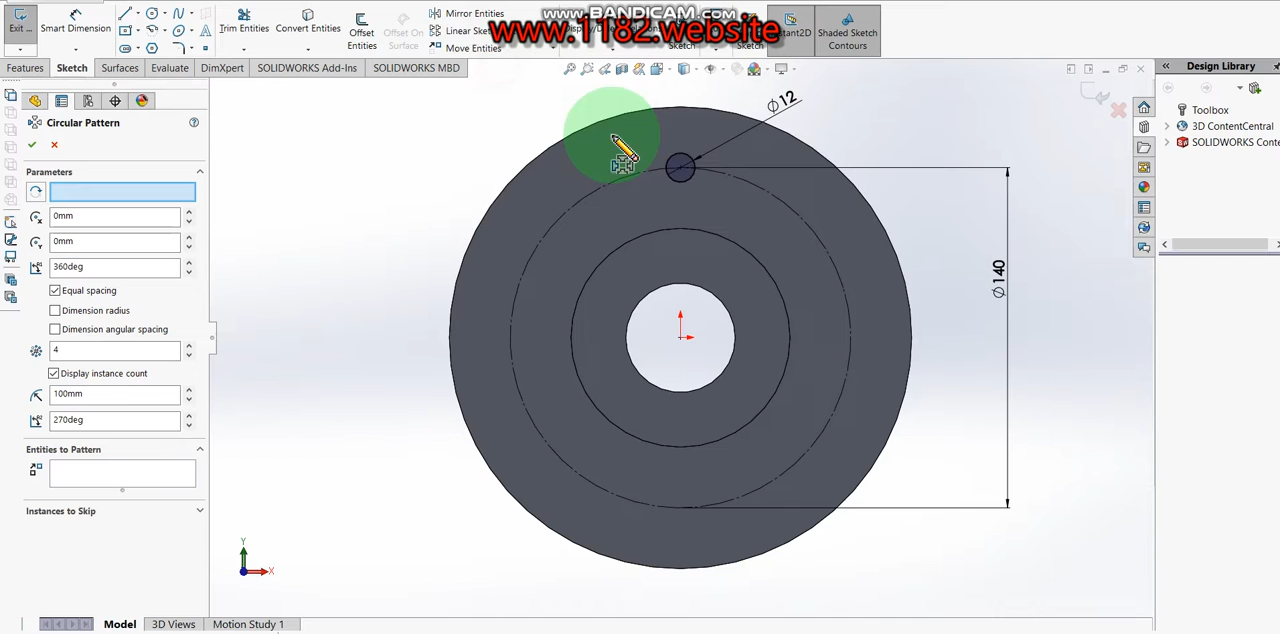 www.BANDICAM.com
www.1182.website
Exit ...
Smart Dimension
Trim Entities
Convert Entities
Offset
Entities
Offset On
Surface
Mirror Entities
Linear Sk
Move Entities
Sketch
Shaded Sketch
Contours
Features
Sketch
Surfaces
Evaluate
DimXpert
SOLIDWORKS Add-Ins
SOLIDWORKS MBD
Circular Pattern
Parameters
0mm
0mm
360deg
Equal spacing
Dimension radius
Dimension angular spacing
4
Display instance count
100mm
270deg
Entities to Pattern
Instances to Skip
∅12
∅140
Y
X
Design Library
Toolbox
3D ContentCentral
SOLIDWORKS Conte
Model
3D Views
Motion Study 1